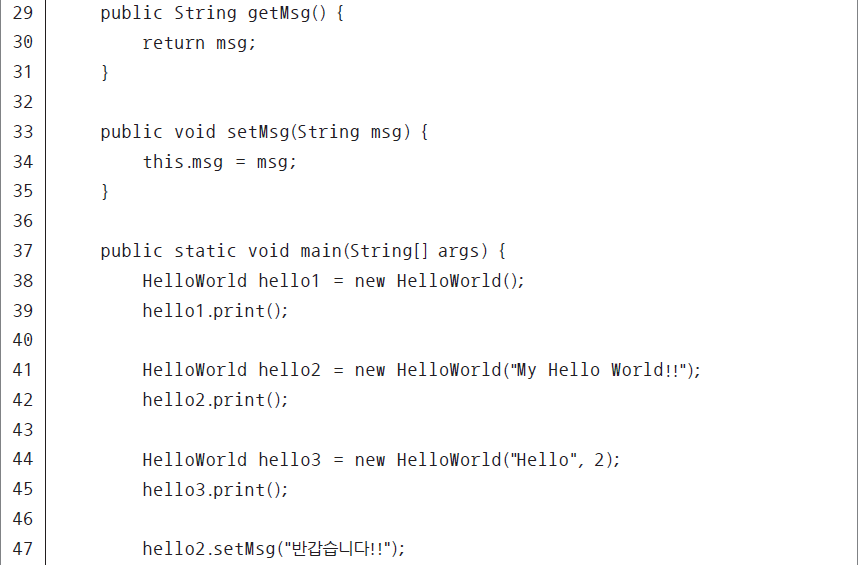 29 public String getMsg() {
30 return msg;
31 }
32
33 public void setMsg(String msg) {
34 this.msg = msg;
35 }
36
37 public static void main(String[] args) {
38 HelloWorld hello1 = new HelloWorld();
39 hello1.print();
40
41 HelloWorld hello2 = new HelloWorld("My Hello World!!");
42 hello2.print();
43
44 HelloWorld hello3 = new HelloWorld("Hello", 2);
45 hello3.print();
46
47 hello2.setMsg("반갑습니다!!");